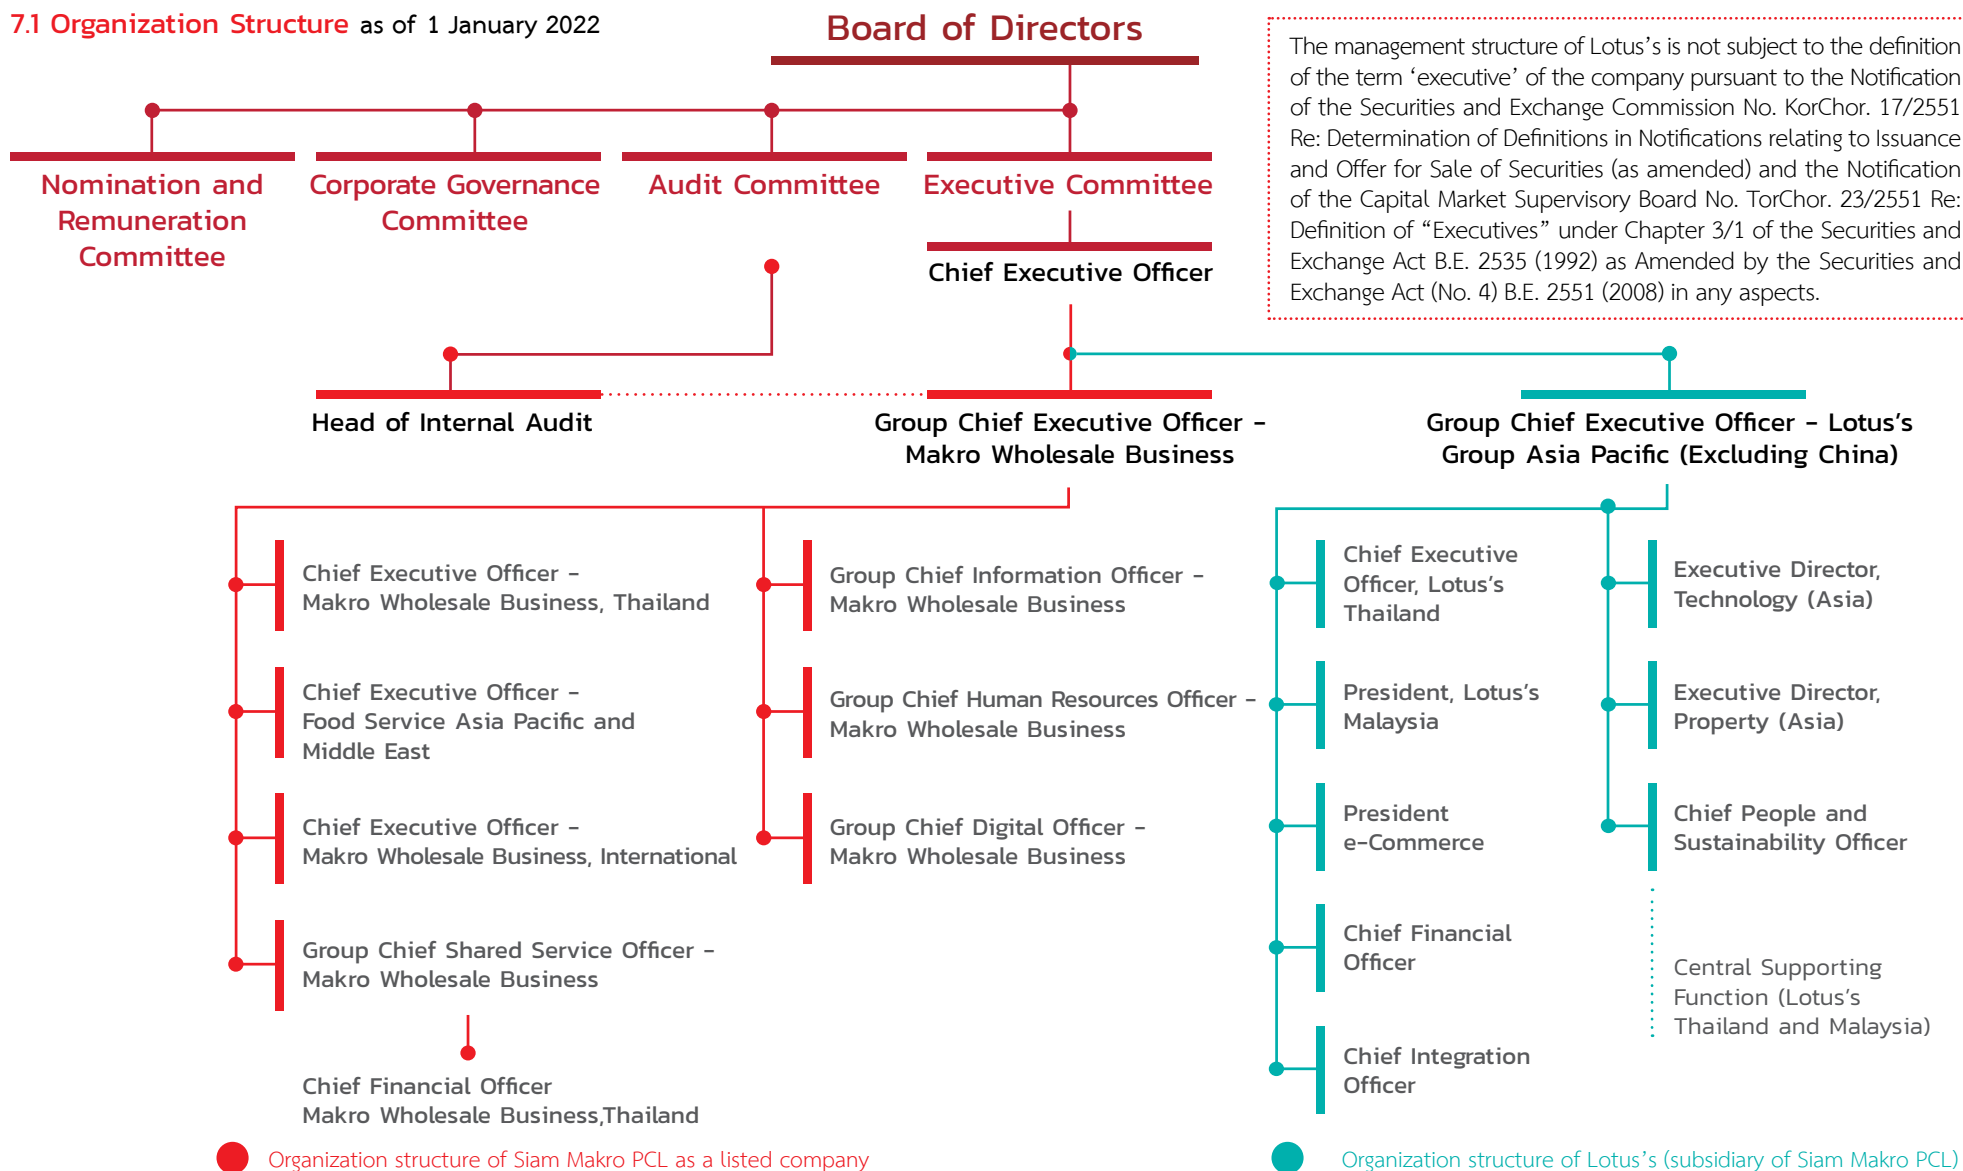 7.1 Organization Structure as of 1 January 2022
Board of Directors
The management structure of Lotus’s is not subject to the definition
of the term ‘executive’ of the company pursuant to the Notification
of the Securities and Exchange Commission No. KorChor. 17/2551
Re: Determination of Definitions in Notifications relating to Issuance
and Offer for Sale of Securities (as amended) and the Notification
of the Capital Market Supervisory Board No. TorChor. 23/2551 Re:
Definition of “Executives” under Chapter 3/1 of the Securities and
Exchange Act B.E. 2535 (1992) as Amended by the Securities and
Exchange Act (No. 4) B.E. 2551 (2008) in any aspects.
Nomination and
Remuneration
Committee
Corporate Governance
Committee
Audit Committee
Executive Committee
Chief Executive Officer
Head of Internal Audit
Group Chief Executive Officer –
Makro Wholesale Business
Group Chief Executive Officer – Lotus’s
Group Asia Pacific (Excluding China)
Chief Executive Officer –
Makro Wholesale Business, Thailand
Chief Executive Officer –
Food Service Asia Pacific and
Middle East
Chief Executive Officer –
Makro Wholesale Business, International
Group Chief Shared Service Officer –
Makro Wholesale Business
Chief Financial Officer
Makro Wholesale Business,Thailand
Group Chief Information Officer –
Makro Wholesale Business
Group Chief Human Resources Officer –
Makro Wholesale Business
Group Chief Digital Officer –
Makro Wholesale Business
Chief Executive
Officer, Lotus’s
Thailand
President, Lotus’s
Malaysia
President
e-Commerce
Chief Financial
Officer
Chief Integration
Officer
Executive Director,
Technology (Asia)
Executive Director,
Property (Asia)
Chief People and
Sustainability Officer
Central Supporting
Function (Lotus’s
Thailand and Malaysia)
Organization structure of Siam Makro PCL as a listed company
Organization structure of Lotus’s (subsidiary of Siam Makro PCL)